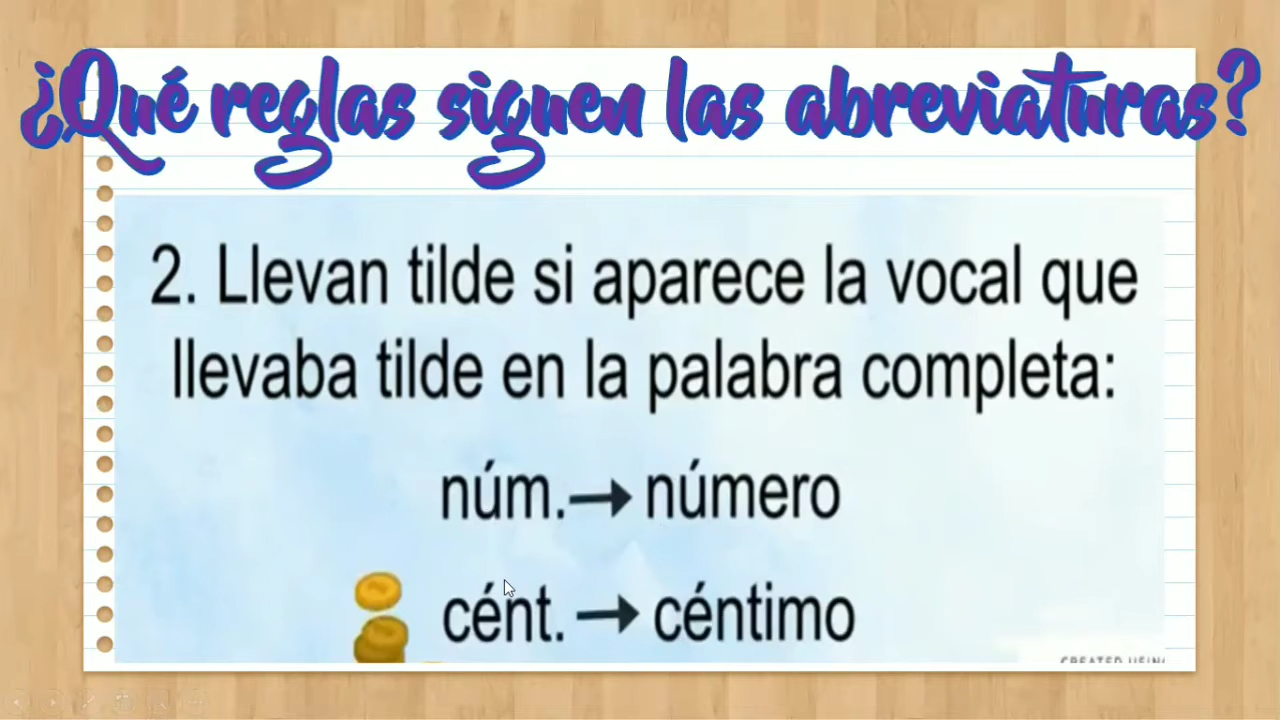 ¿Qué reglas siguen las abreviaturas?
2. Llevan tilde si aparece la vocal que
llevaba tilde en la palabra completa:
núm.→ número
cént. → céntimo